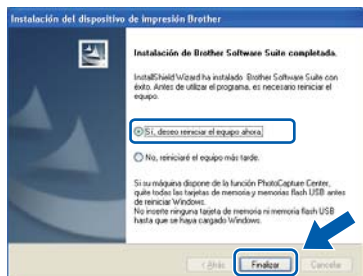 Instalación del dispositivo de impresión Brother
Instalación de Brother Software Suite completada.
InstallShield Wizard ha instalado Brother Software Suite con
éxito. Antes de utilizar el programa, es necesario reiniciar el
equipo.
Sí, deseo reiniciar el equipo ahora.
No, reiniciaré el equipo más tarde.
Si su máquina dispone de la función PhotoCapture Center,
quite todas las tarjetas de memoria y memorias flash USB antes
de reiniciar Windows.
No inserte ninguna tarjeta de memoria ni memoria flash USB
hasta que se haya cargado Windows.
< Atrás Finalizar Cancelar